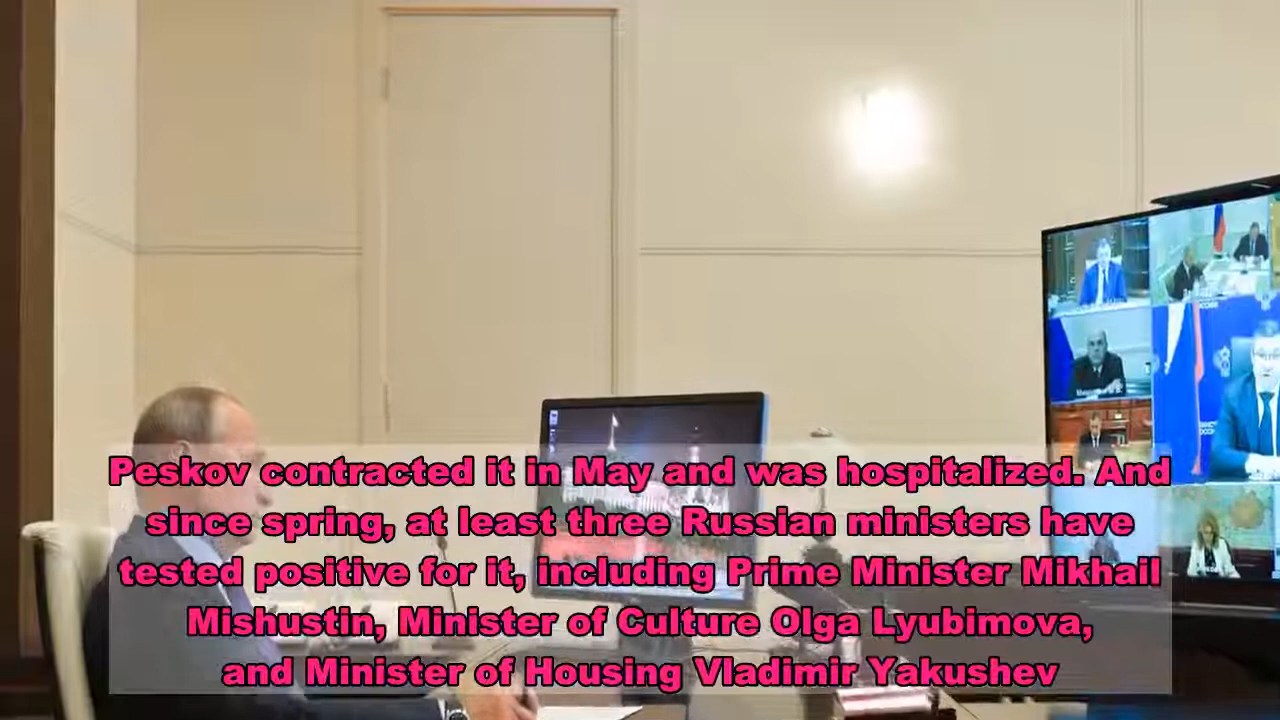 Peskov contracted it in May and was hospitalized. And
since spring, at least three Russian ministers have
tested positive for it, including Prime Minister Mikhail
Mishustin, Minister of Culture Olga Lyubimova,
and Minister of Housing Vladimir Yakushev